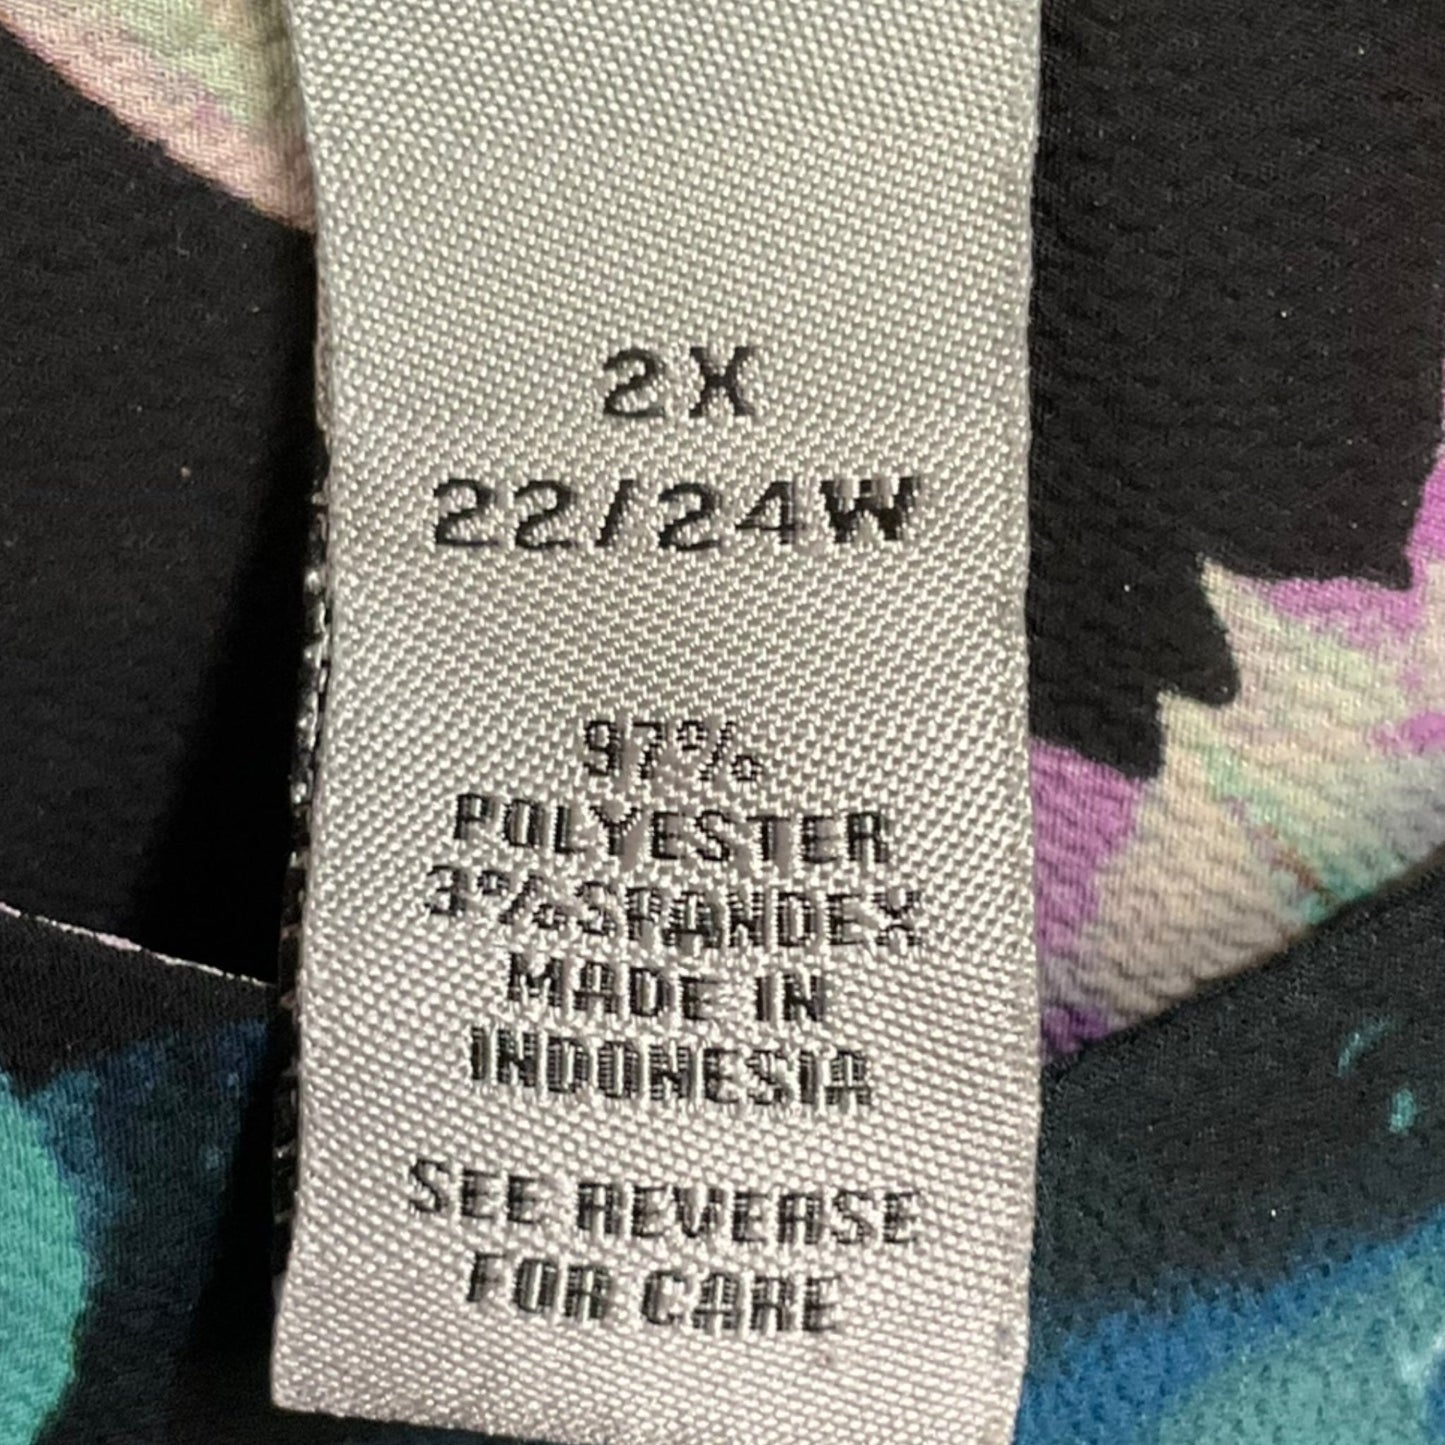 2X
22/24W
97%
POLYESTER
3%SPANDEX
MADE IN
INDONESIA
SEE REVERSE
FOR CARE